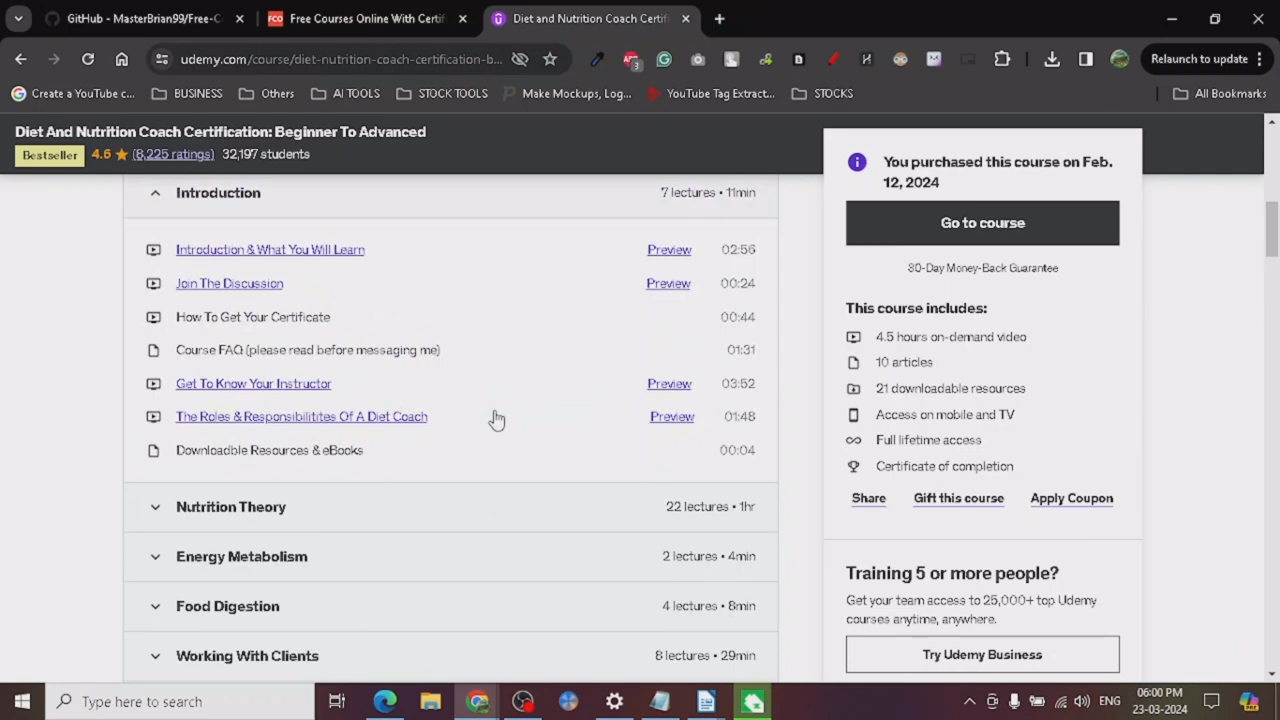 GitHub - MasterBrian99/Free-C
FCO
Free Courses Online With Certif
Diet and Nutrition Coach Certifi
udemy.com/course/diet-nutrition-coach-certification-b...
3
Relaunch to update
Create a YouTube c...
BUSINESS
Others
AI TOOLS
STOCK TOOLS
Make Mockups, Log...
YouTube Tag Extract...
STOCKS
All Bookmarks
Diet And Nutrition Coach Certification: Beginner To Advanced
Bestseller 4.6 (8,225 ratings) 32,197 students
Introduction 7 lectures • 11min
Introduction & What You Will Learn Preview 02:56
Join The Discussion Preview 00:24
How To Get Your Certificate 00:44
Course FAQ (please read before messaging me) 01:31
Get To Know Your Instructor Preview 03:52
The Roles & Responsibilitites Of A Diet Coach Preview 01:48
Downloadble Resources & eBooks 00:04
Nutrition Theory 22 lectures • 1hr
Energy Metabolism 2 lectures • 4min
Food Digestion 4 lectures • 8min
Working With Clients 8 lectures • 29min
You purchased this course on Feb.
12, 2024
Go to course
30-Day Money-Back Guarantee
This course includes:
4.5 hours on-demand video
10 articles
21 downloadable resources
Access on mobile and TV
Full lifetime access
Certificate of completion
Share Gift this course Apply Coupon
Training 5 or more people?
Get your team access to 25,000+ top Udemy
courses anytime, anywhere.
Try Udemy Business
Type here to search
ENG
06:00 PM
23-03-2024